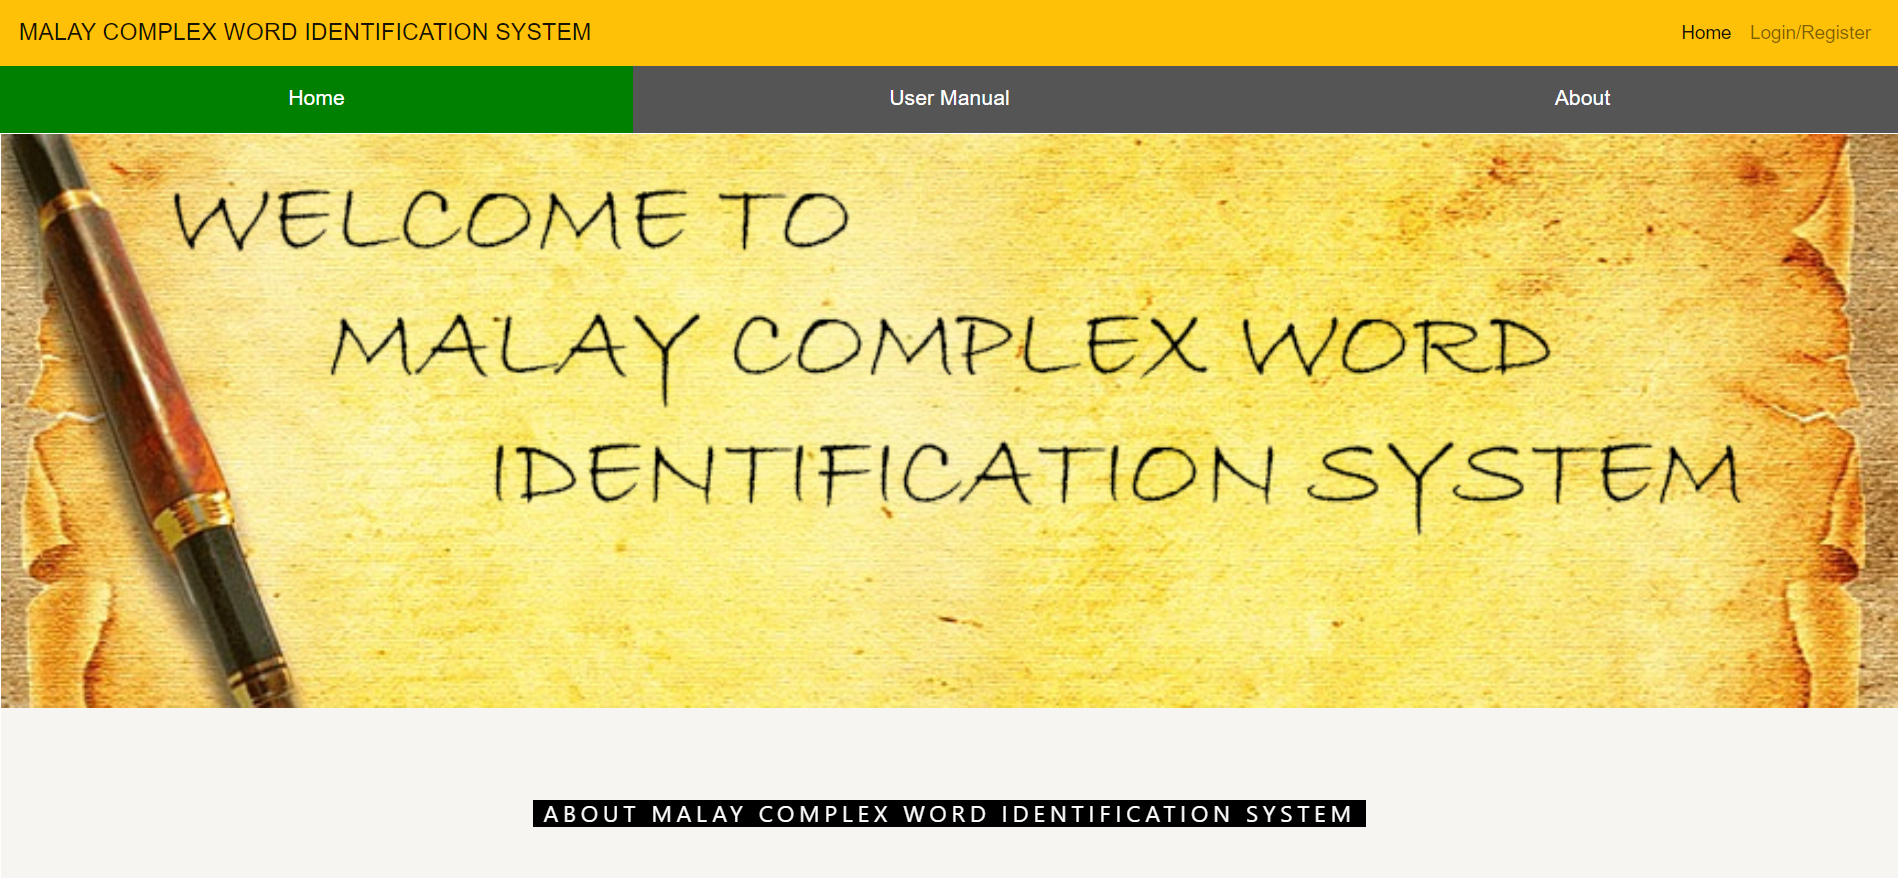 MALAY COMPLEX WORD IDENTIFICATION SYSTEM
Home Login/Register
Home User Manual About
WELCOME TO
MALAY COMPLEX WORD
IDENTIFICATION SYSTEM
ABOUT MALAY COMPLEX WORD IDENTIFICATION SYSTEM